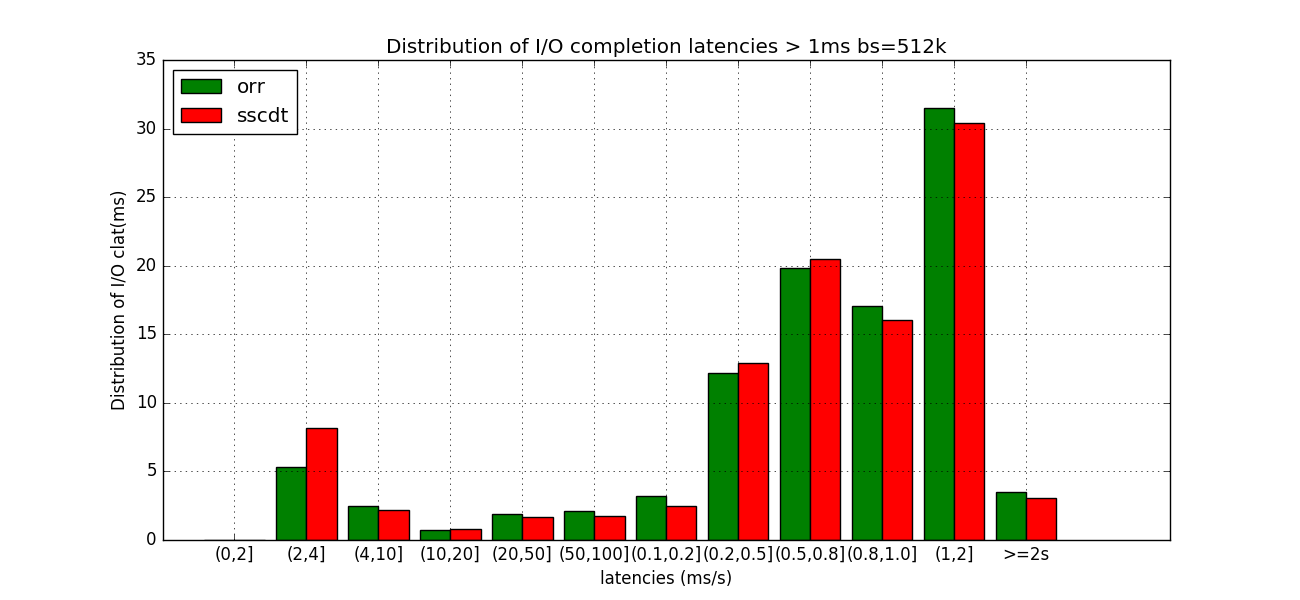 Distribution of I/O completion latencies > 1ms bs=512k
orr
sscdt
Distribution of I/O clat(ms)
35
30
25
20
15
10
5
0
(0,2] (2,4] (4,10] (10,20] (20,50] (50,100] (0.1,0.2] (0.2,0.5] (0.5,0.8] (0.8,1.0] (1,2] >=2s
latencies (ms/s)